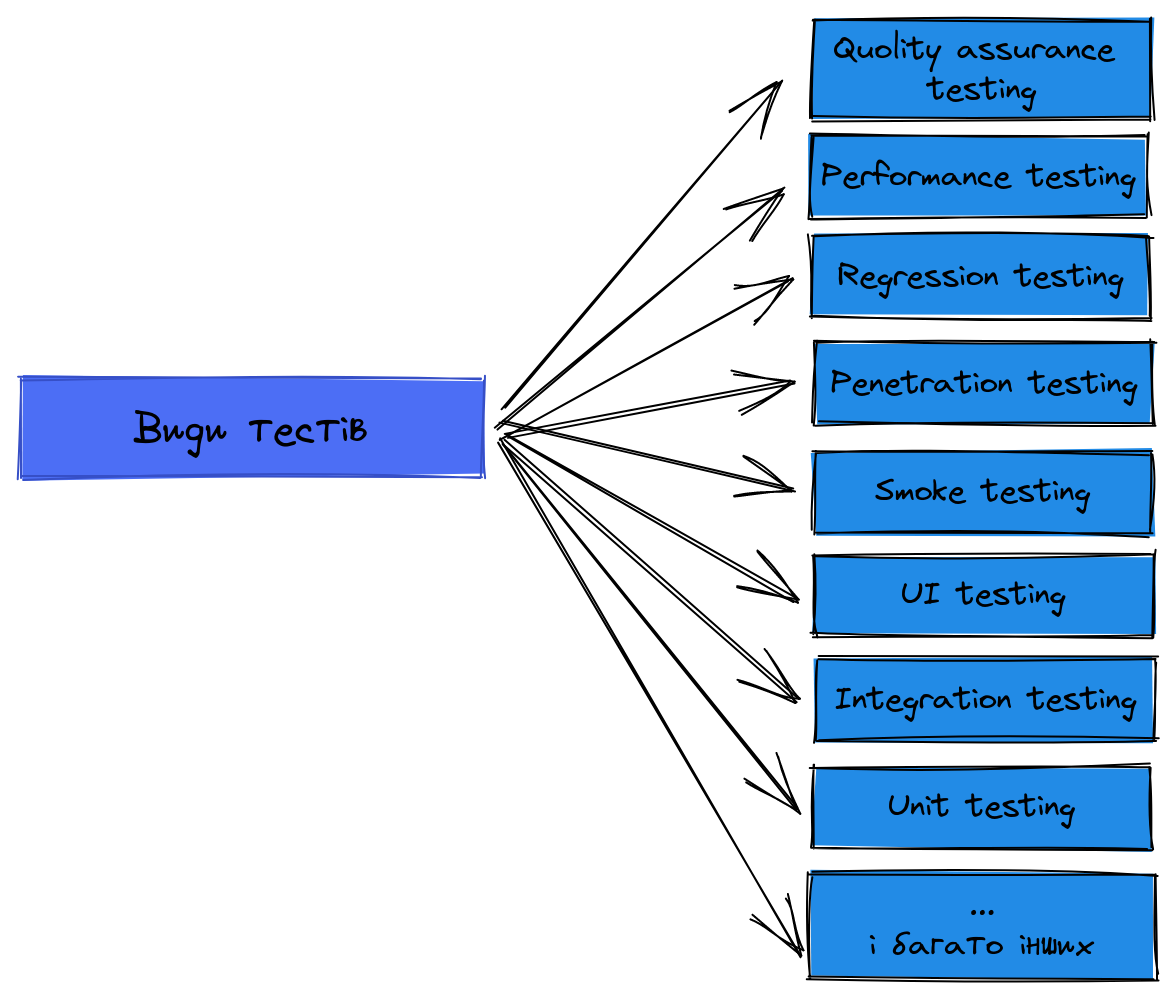 Quolity assurance
testing
Performance testing
Regression testing
Penetration testing
Види тестів
Smoke testing
UI testing
Integration testing
Unit testing
...
і багато інших